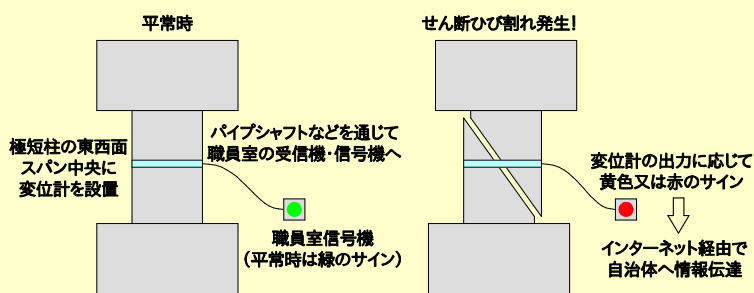 平常時
極短柱の東西面
スパン中央に
変位計を設置
パイプシャフトなどを通じて
職員室の受信機・信号機へ
職員室信号機
（平常時は緑のサイン）
せん断ひび割れ発生！
変位計の出力に応じて
黄色又は赤のサイン
インターネット経由で
自治体へ情報伝達